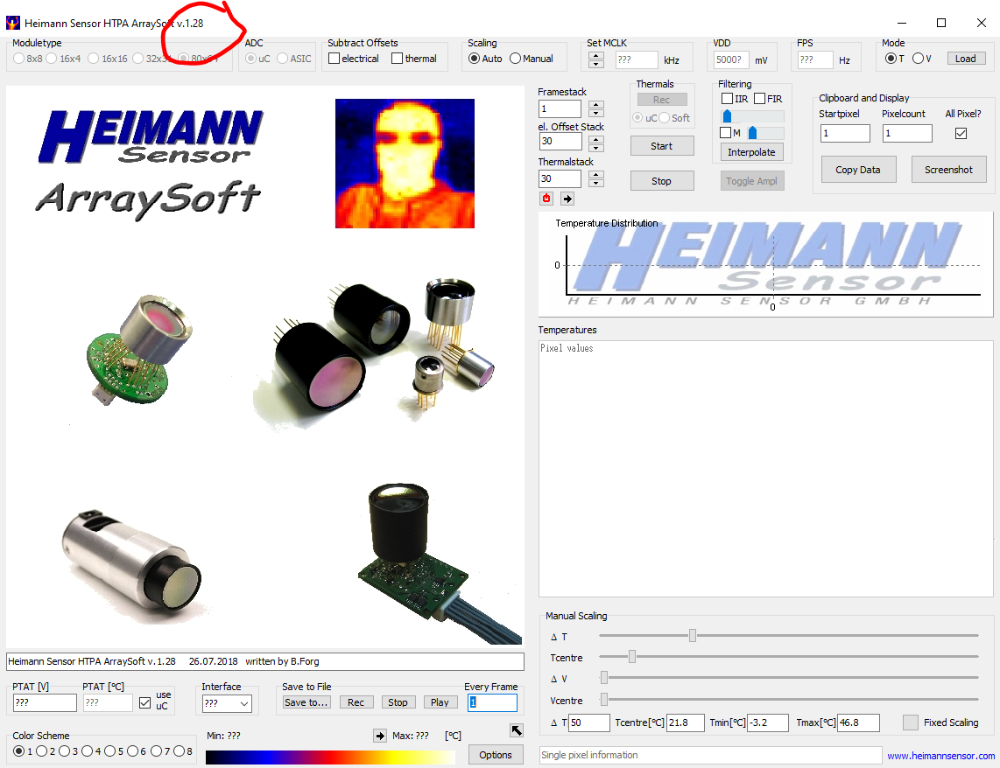 Heimann Sensor HTPA ArraySoft v.1.28
Moduletype
8x8 16x4 16x16 80x64
ADC
uC ASIC
Subtract Offsets
electrical thermal
Scaling
Auto Manual
Set MCLK
??? kHz
VDD
5000? mV
FPS
??? Hz
Mode
T V Load
HEIMANN
Sensor
ArraySoft
Framestack
1
el. Offset Stack
30
Thermalstack
30
Thermals
Rec
uC Soft
Start
Stop
Filtering
IIR FIR
M
Interpolate
Toggle Ampl
Clipboard and Display
Startpixel Pixelcount All Pixel?
1 1
Copy Data Screenshot
Temperature Distribution
HEIMANN
Sensor
HEIMANN SENSOR GMBH
0
0
Temperatures
Pixel values
Manual Scaling
Δ T
Tcentre
Δ V
Vcentre
Δ T 50 Tcentre[°C] 21.8 Tmin[°C] -3.2 Tmax[°C] 46.8 Fixed Scaling
Single pixel information
www.heimannsensor.com
Heimann Sensor HTPA ArraySoft v.1.28 26.07.2018 written by B.Forg
PTAT [V] PTAT [°C]
??? ??? use uC
Interface
???
Save to File
Save to... Rec Stop Play
Every Frame
1
Color Scheme
1 2 3 4 5 6 7 8
Min: ??? Max: ??? [°C]
Options